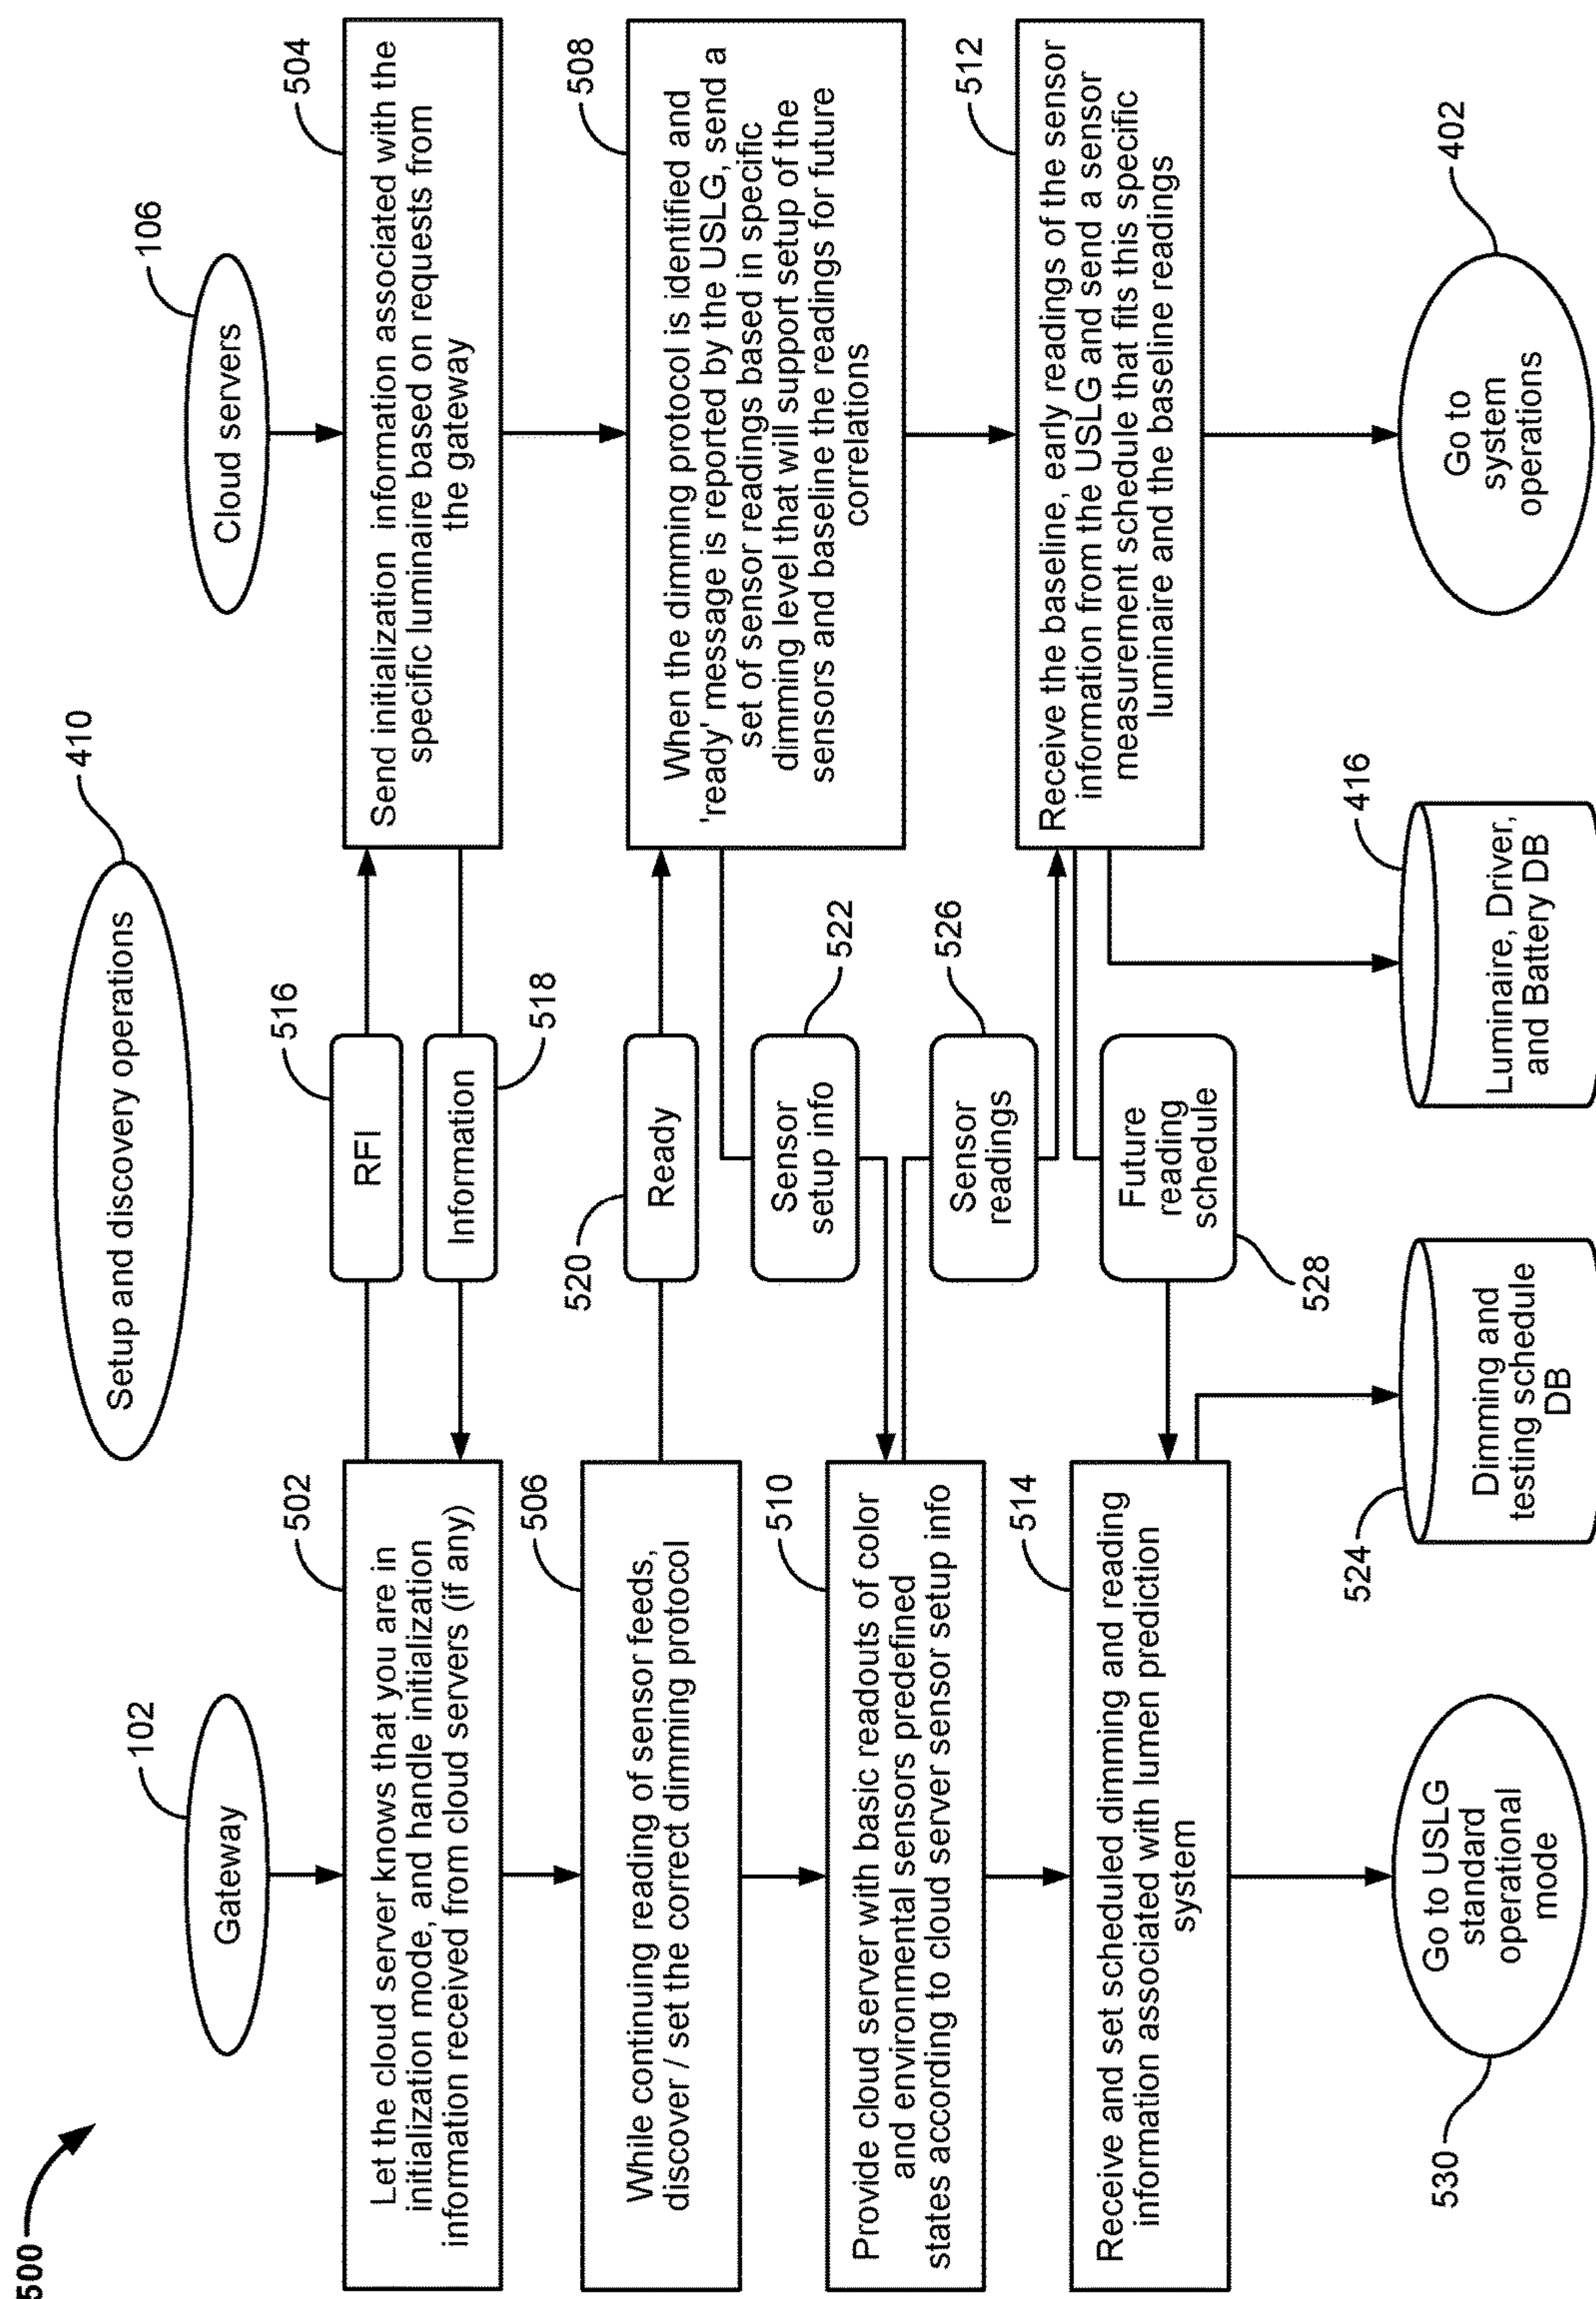 500
Setup and discovery operations
410
Gateway
102
Cloud servers
106
502
Let the cloud server knows that you are in
initialization mode, and handle initialization
information received from cloud servers (if any)
516
RFI
Information
518
504
Send initialization information associated with the
specific luminaire based on requests from
the gateway
506
While continuing reading of sensor feeds,
discover / set the correct dimming protocol
520
Ready
Sensor
setup info
522
508
When the dimming protocol is identified and
'ready' message is reported by the USLG, send a
set of sensor readings based in specific
dimming level that will support setup of the
sensors and baseline the readings for future
correlations
510
Provide cloud server with basic readouts of color
and environmental sensors predefined
states according to cloud server sensor setup info
Sensor
readings
526
512
Receive the baseline, early readings of the sensor
information from the USLG and send a sensor
measurement schedule that fits this specific
luminaire and the baseline readings
514
Receive and set scheduled dimming and reading
information associated with lumen prediction
system
Future
reading
schedule
528
530
Go to USLG
standard
operational
mode
524
Dimming and
testing schedule
DB
416
Luminaire, Driver,
and Battery DB
Go to
system
operations
402